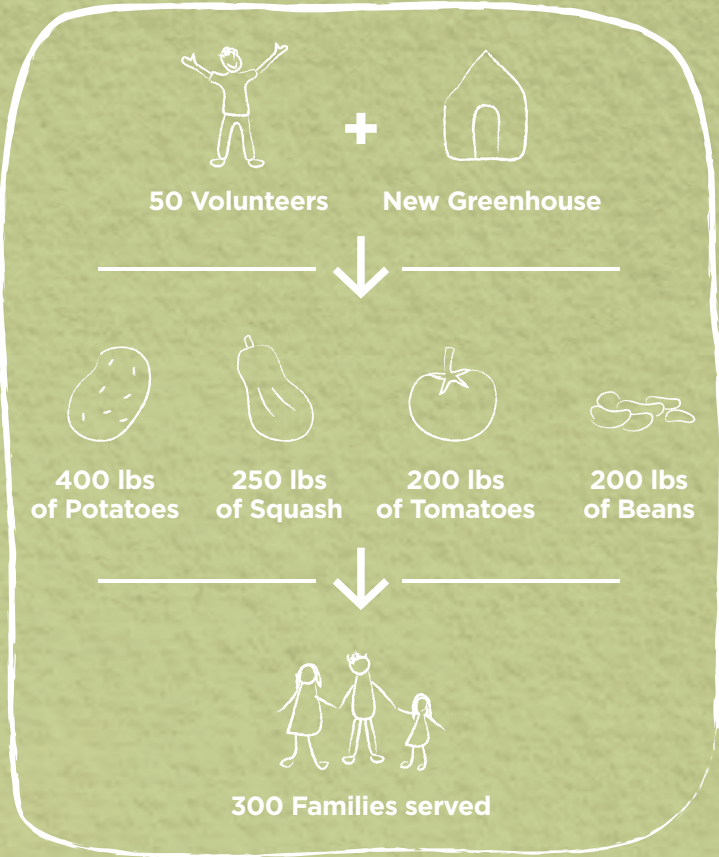 50 Volunteers
+
New Greenhouse
400 lbs
of Potatoes
250 lbs
of Squash
200 lbs
of Tomatoes
200 lbs
of Beans
300 Families served